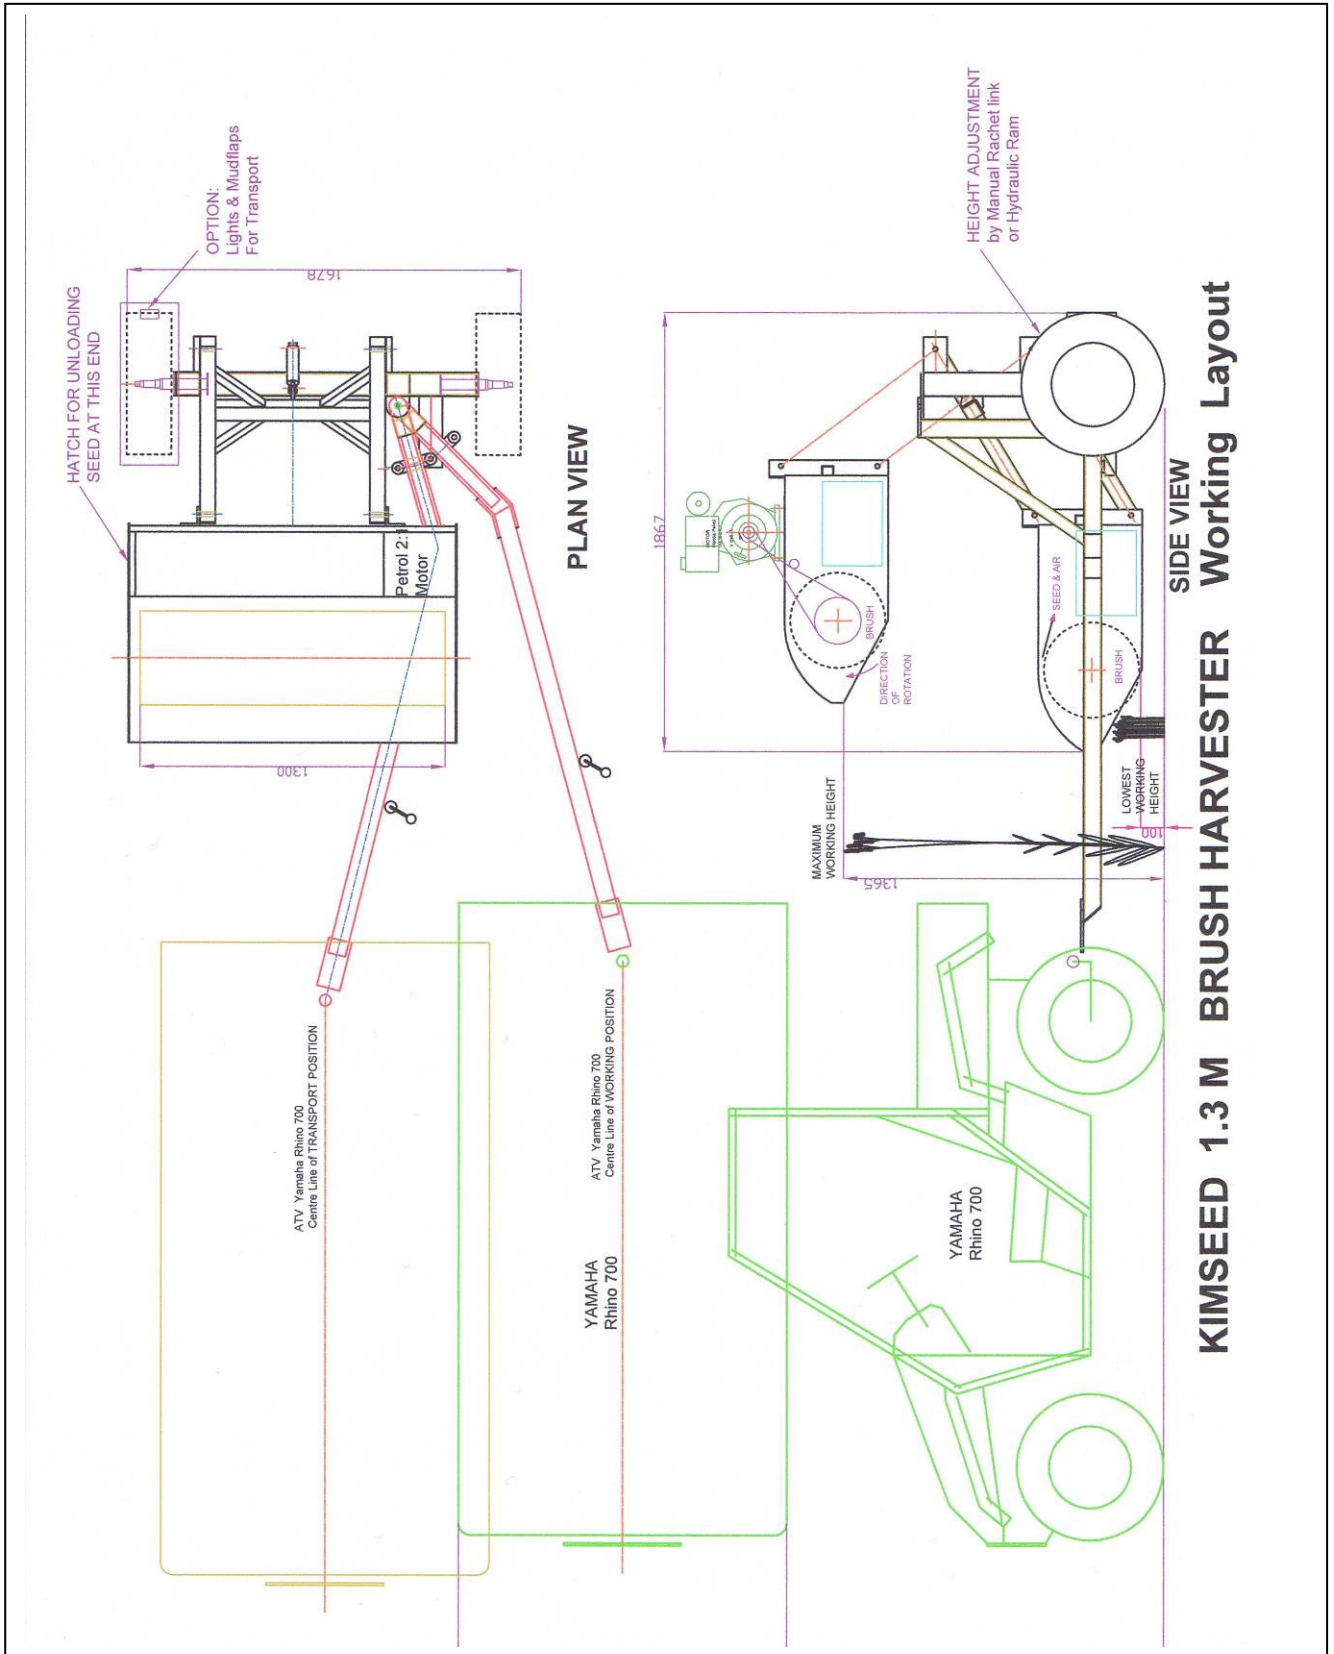 HATCH FOR UNLOADING
SEED AT THIS END
OPTION:
Lights & Mudflaps
For Transport
1678
Petrol 2:
Motor
1300
PLAN VIEW
ATV Yamaha Rhino 700
Centre Line of TRANSPORT POSITION
ATV Yamaha Rhino 700
Centre Line of WORKING POSITION
YAMAHA
Rhino 700
HEIGHT ADJUSTMENT
by Manual Rachet link
or Hydraulic Ram
1867
MOTOR
BRUSH
DIRECTION
OF
ROTATION
SEED & AIR
BRUSH
MAXIMUM
WORKING HEIGHT
1365
LOWEST
WORKING
HEIGHT
100
YAMAHA
Rhino 700
SIDE VIEW
KIMSEED 1.3 M BRUSH HARVESTER Working Layout